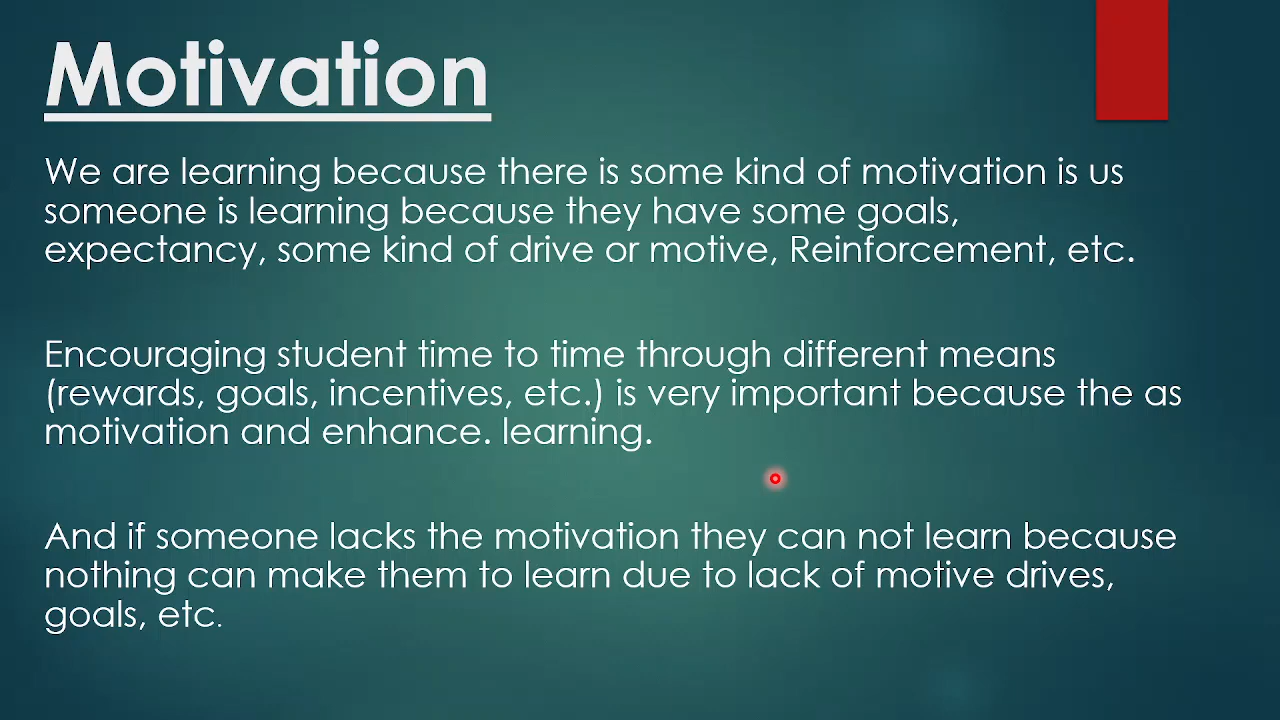 Motivation
We are learning because there is some kind of motivation is us
someone is learning because they have some goals,
expectancy, some kind of drive or motive, Reinforcement, etc.
Encouraging student time to time through different means
(rewards, goals, incentives, etc.) is very important because the as
motivation and enhance. learning.
And if someone lacks the motivation they can not learn because
nothing can make them to learn due to lack of motive drives,
goals, etc.